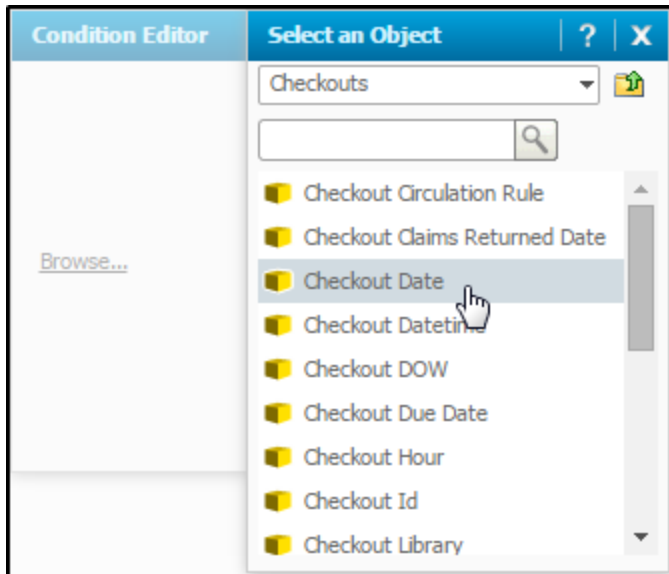 Condition Editor
Select an Object
?
X
Checkouts
Checkout Circulation Rule
Checkout Claims Returned Date
Browse...
Checkout Date
Checkout Datetime
Checkout DOW
Checkout Due Date
Checkout Hour
Checkout Id
Checkout Library